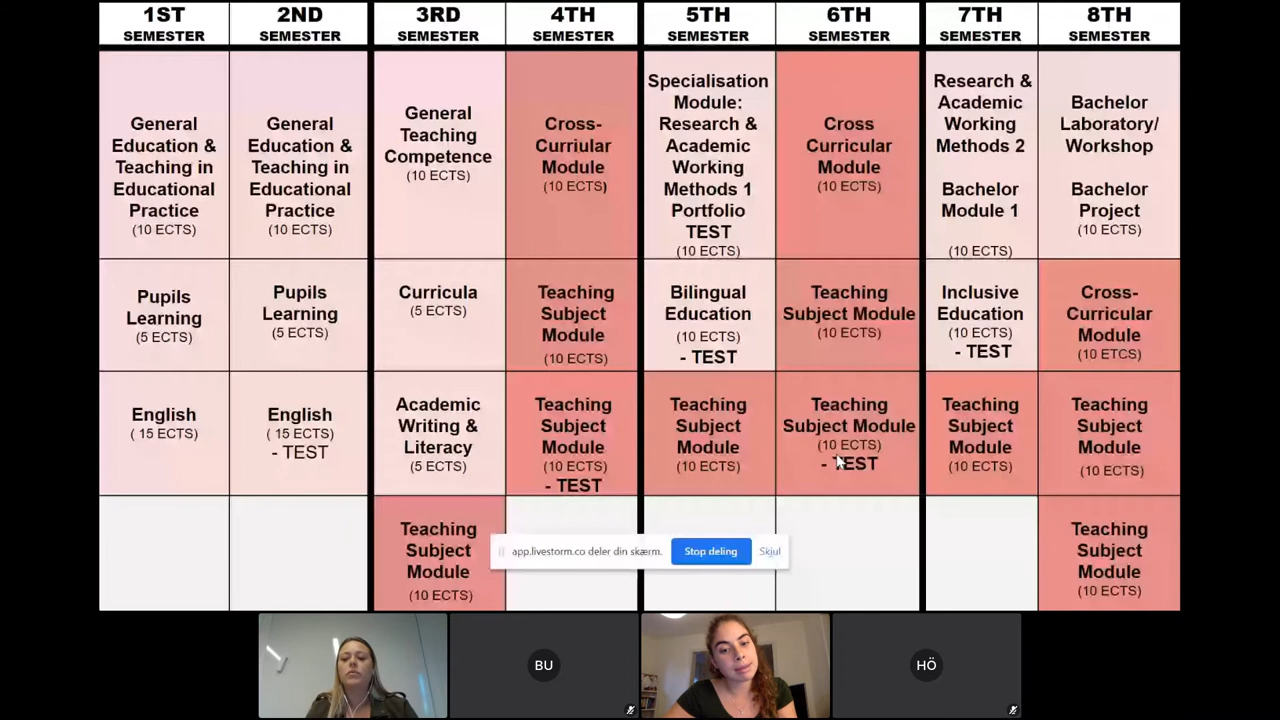 1ST
SEMESTER
2ND
SEMESTER
3RD
SEMESTER
4TH
SEMESTER
5TH
SEMESTER
6TH
SEMESTER
7TH
SEMESTER
8TH
SEMESTER
General
Education &
Teaching in
Educational
Practice
(10 ECTS)
General
Education &
Teaching in
Educational
Practice
(10 ECTS)
General
Teaching
Competence
(10 ECTS)
Cross-
Curriular
Module
(10 ECTS)
Specialisation
Module:
Research &
Academic
Working
Methods 1
Portfolio
TEST
(10 ECTS)
Cross
Curricular
Module
(10 ECTS)
Research &
Academic
Working
Methods 2
Bachelor
Module 1
(10 ECTS)
Bachelor
Laboratory/
Workshop
Bachelor
Project
(10 ECTS)
Pupils
Learning
(5 ECTS)
Pupils
Learning
(5 ECTS)
Curricula
(5 ECTS)
Teaching
Subject
Module
(10 ECTS)
Bilingual
Education
(10 ECTS)
- TEST
Teaching
Subject Module
(10 ECTS)
Inclusive
Education
(10 ECTS)
- TEST
Cross-
Curricular
Module
(10 ETCS)
English
( 15 ECTS)
English
( 15 ECTS)
- TEST
Academic
Writing &
Literacy
(5 ECTS)
Teaching
Subject
Module
(10 ECTS)
- TEST
Teaching
Subject
Module
(10 ECTS)
Teaching
Subject Module
(10 ECTS)
- TEST
Teaching
Subject
Module
(10 ECTS)
Teaching
Subject
Module
(10 ECTS)
Teaching
Subject
Module
(10 ECTS)
Teaching
Subject
Module
(10 ECTS)
app.livestorm.co deler din skærm.
Stop deling
Skjul
BU
HÖ